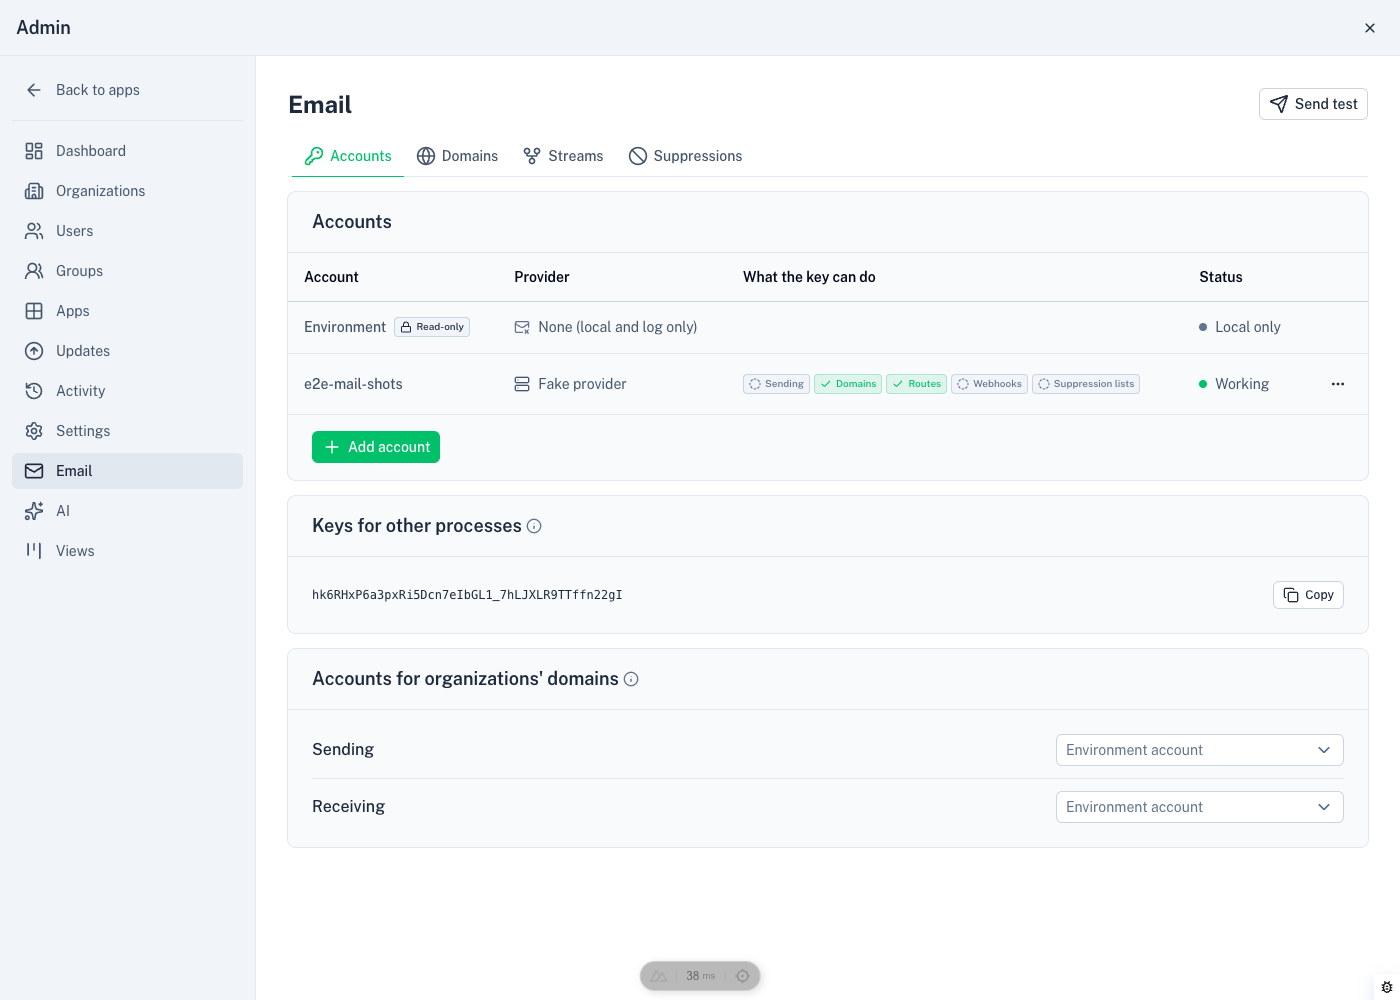 Admin
Back to apps
Dashboard
Organizations
Users
Groups
Apps
Updates
Activity
Settings
Email
AI
Views
Email
Send test
Accounts
Domains
Streams
Suppressions
Accounts
Account
Provider
What the key can do
Status
Environment
Read-only
None (local and log only)
Local only
e2e-mail-shots
Fake provider
Sending
Domains
Routes
Webhooks
Suppression lists
Working
Add account
Keys for other processes
hk6RHxP6a3pxRi5Dcn7eIbGL1_7hLJXLR9TTffn22gI
Copy
Accounts for organizations' domains
Sending
Environment account
Receiving
Environment account
38 ms